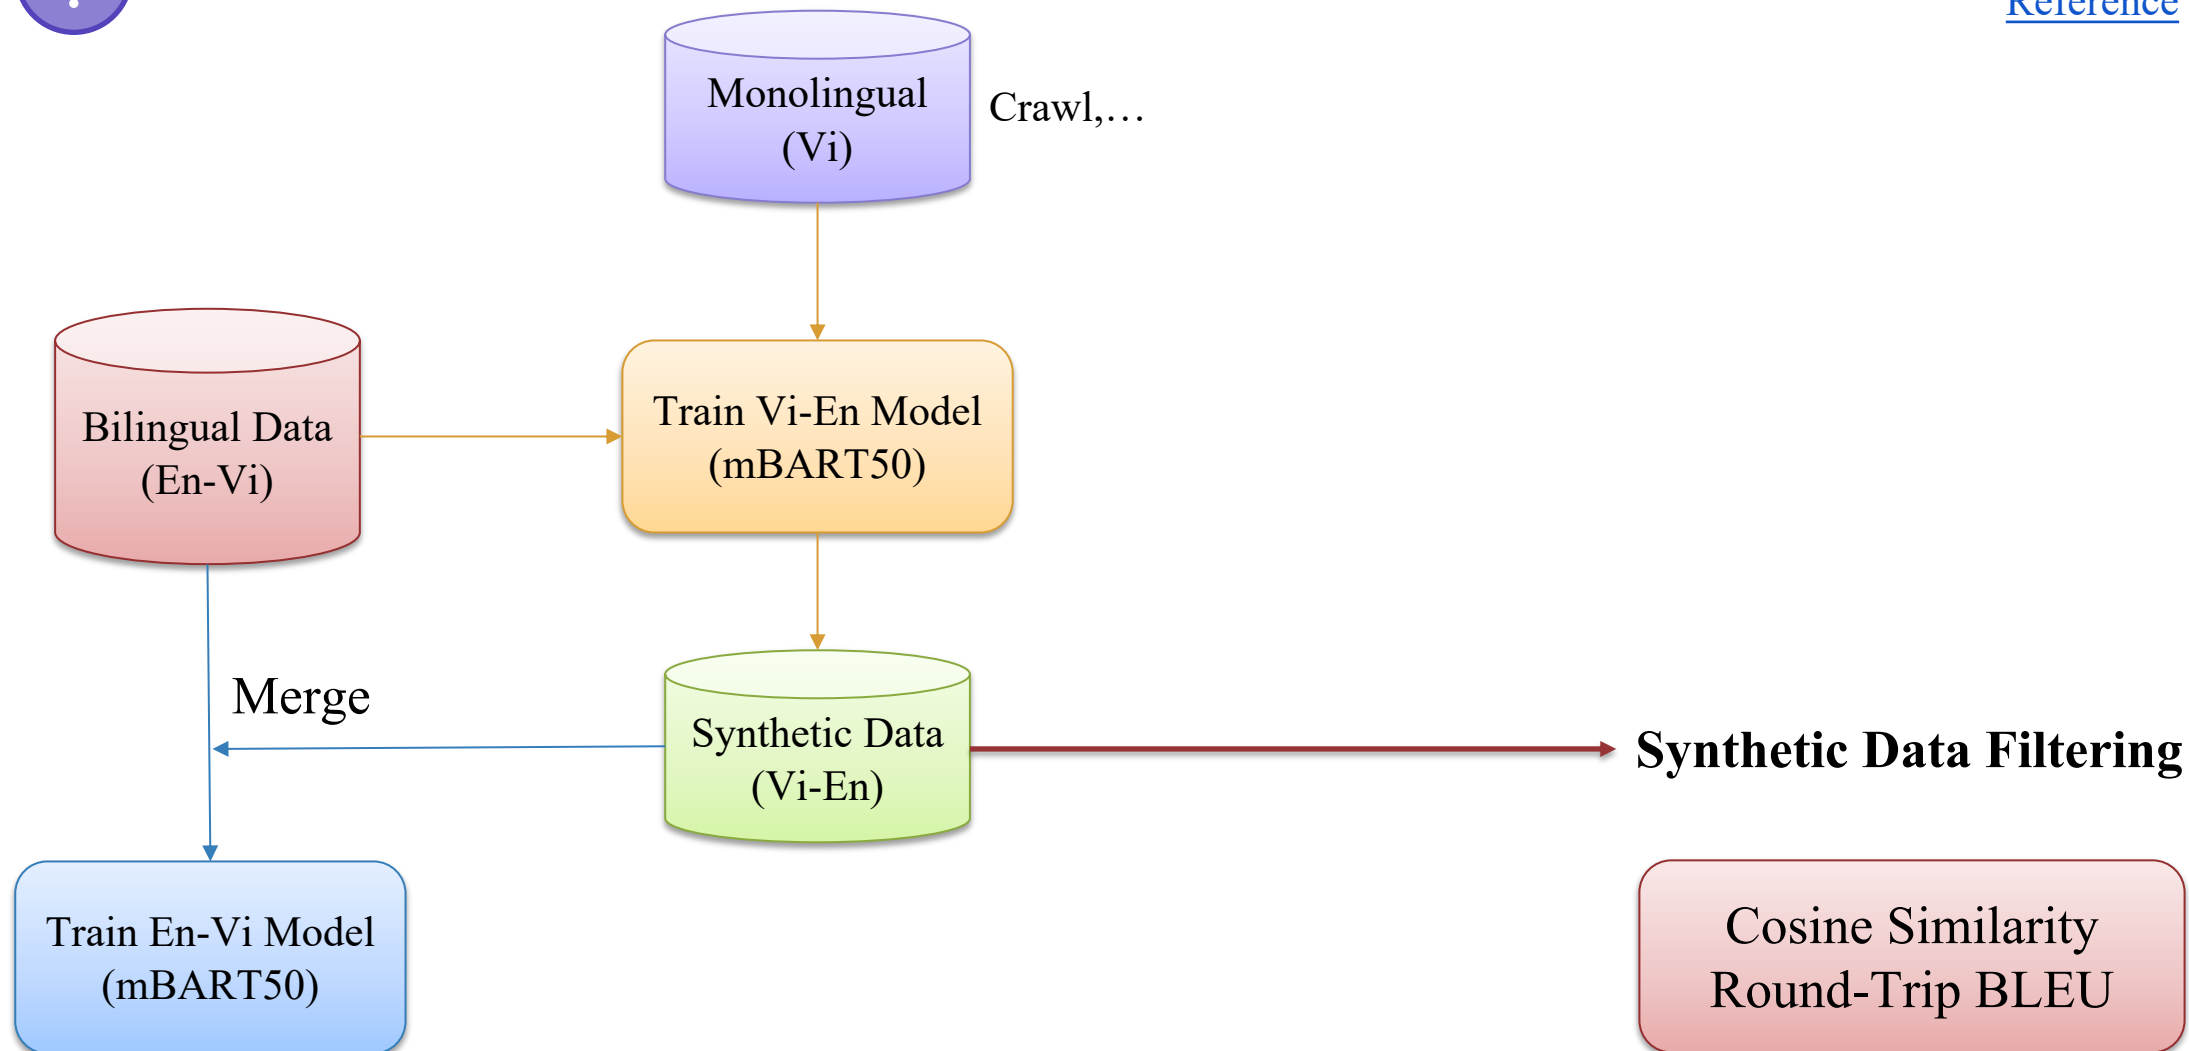 Reference
Monolingual
(Vi)
Crawl,…
Bilingual Data
(En-Vi)
Train Vi-En Model
(mBART50)
Merge
Synthetic Data
(Vi-En)
Synthetic Data Filtering
Train En-Vi Model
(mBART50)
Cosine Similarity
Round-Trip BLEU